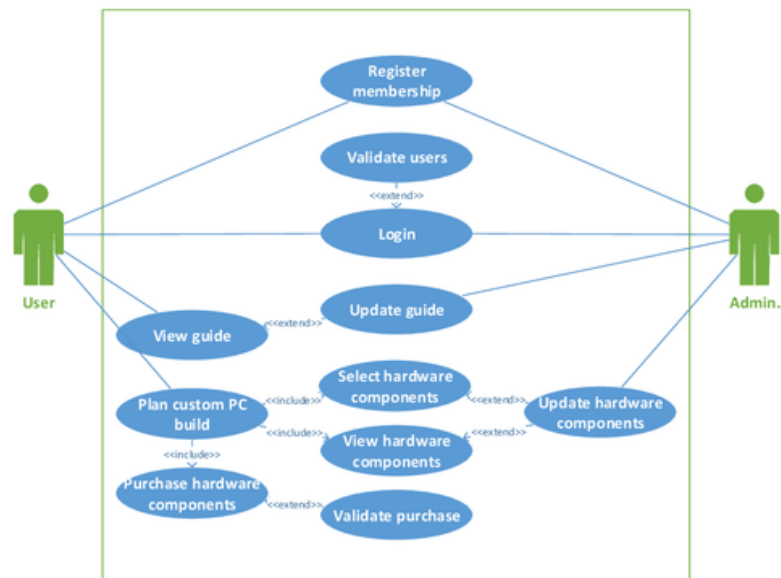 Register
membership
Validate users
<<extend>>
Login
User
Admin.
Update guide
<<extend>>
View guide
Select hardware
components
Plan custom PC
build
<<include>>
<<extend>>
Update hardware
components
<<include>>
<<extend>>
View hardware
components
<<include>>
Purchase hardware
components
<<extend>>
Validate purchase